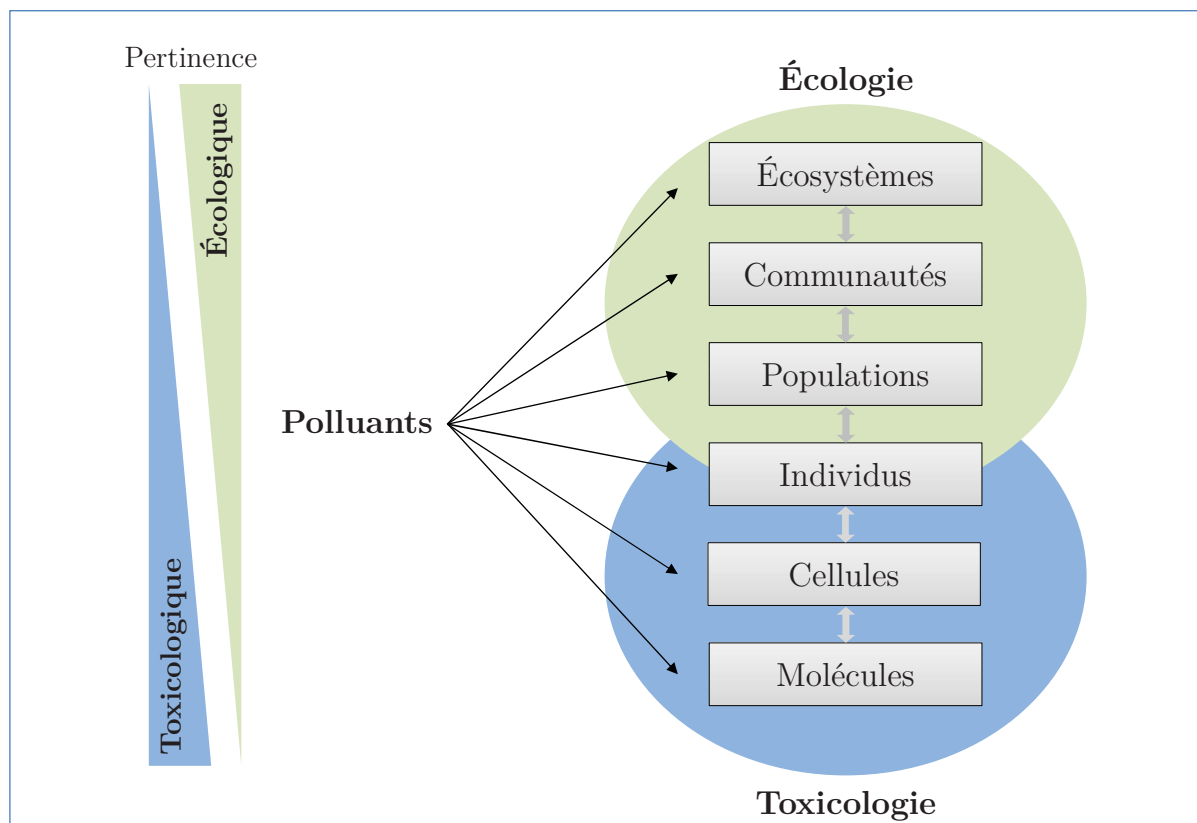 Pertinence
Écologique
Toxicologique
Polluants
Écologie
Écosystèmes
Communautés
Populations
Individus
Cellules
Molécules
Toxicologie